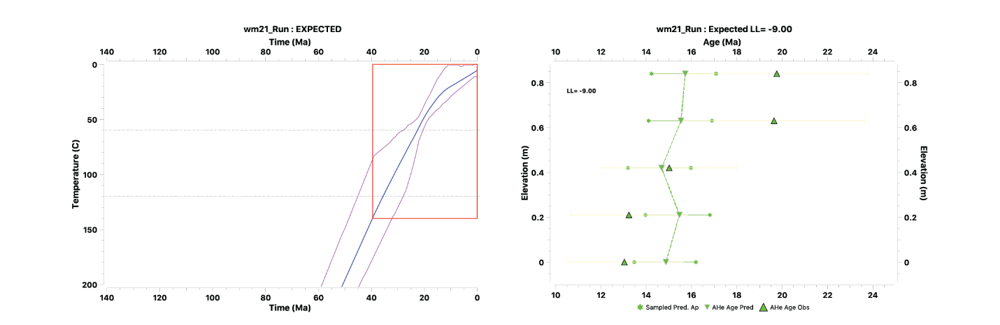 wm21_Run : EXPECTED
Time (Ma)
140 120 100 80 60 40 20 0
0
50
100
150
200
Temperature (C)
140 120 100 80 60 40 20 0
Time (Ma)
wm21_Run : Expected LL= -9.00
Age (Ma)
10 12 14 16 18 20 22 24
LL= -9.00
0.8 0.8
0.6 0.6
0.4 0.4
0.2 0.2
0 0
Elevation (m)
Elevation (m)
10 12 14 16 18 20 22 24
Sampled Pred. Ap AHe Age Pred AHe Age Obs